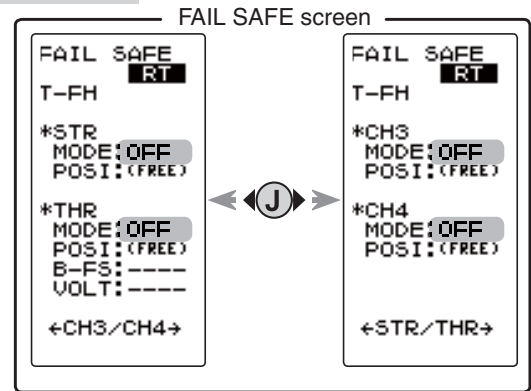 FAIL SAFE screen
FAIL SAFE
RT
T-FH
*STR
MODE:OFF
POSI:(FREE)
*THR
MODE:OFF
POSI:(FREE)
B-FS:----
VOLT:----
←CH3/CH4→
J
FAIL SAFE
RT
T-FH
*CH3
MODE:OFF
POSI:(FREE)
*CH4
MODE:OFF
POSI:(FREE)
←STR/THR→